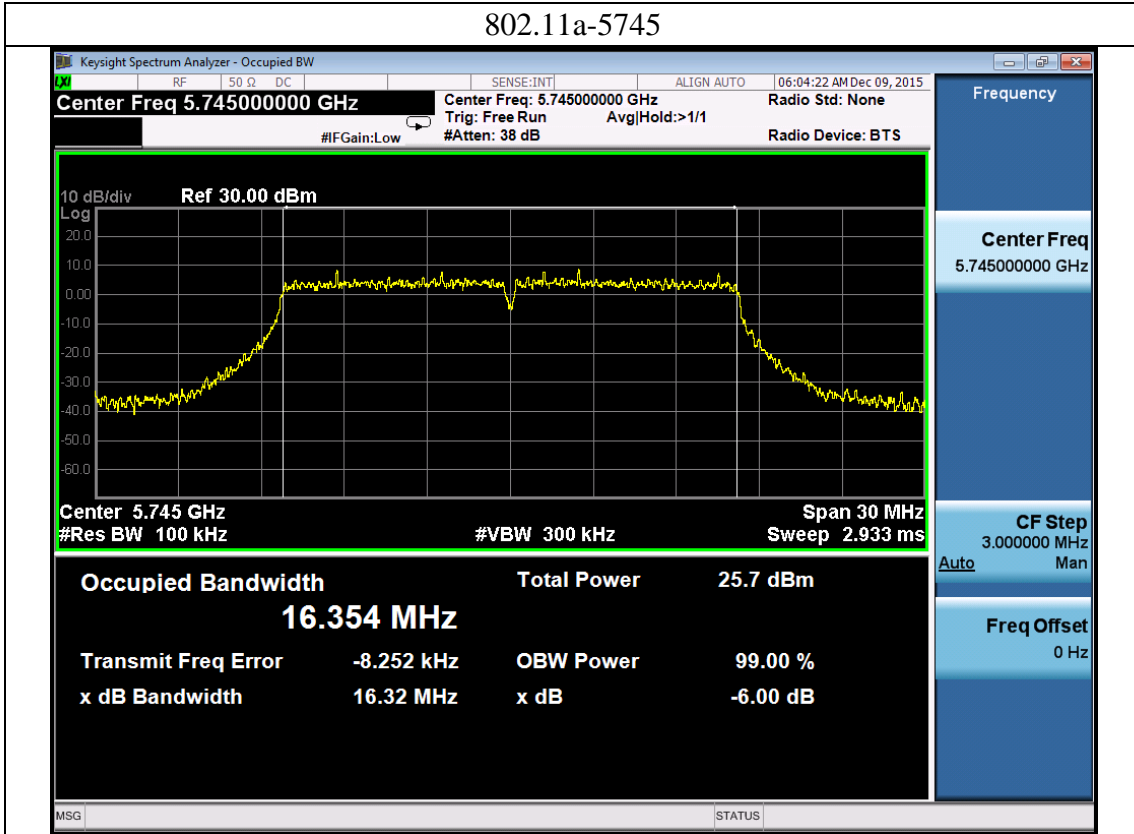 802.11a-5745
Keysight Spectrum Analyzer - Occupied BW
LXI RF 50 Ω DC SENSE:INT ALIGN AUTO 06:04:22 AM Dec 09, 2015
Center Freq 5.745000000 GHz Center Freq: 5.745000000 GHz Radio Std: None
Trig: Free Run Avg|Hold:>1/1
#IFGain:Low #Atten: 38 dB Radio Device: BTS
10 dB/div Ref 30.00 dBm
Log
20.0
10.0
0.00
-10.0
-20.0
-30.0
-40.0
-50.0
-60.0
Center 5.745 GHz Span 30 MHz
#Res BW 100 kHz #VBW 300 kHz Sweep 2.933 ms
Occupied Bandwidth Total Power 25.7 dBm
16.354 MHz
Transmit Freq Error -8.252 kHz OBW Power 99.00 %
x dB Bandwidth 16.32 MHz x dB -6.00 dB
MSG STATUS
Frequency
Center Freq
5.745000000 GHz
CF Step
3.000000 MHz
Auto Man
Freq Offset
0 Hz